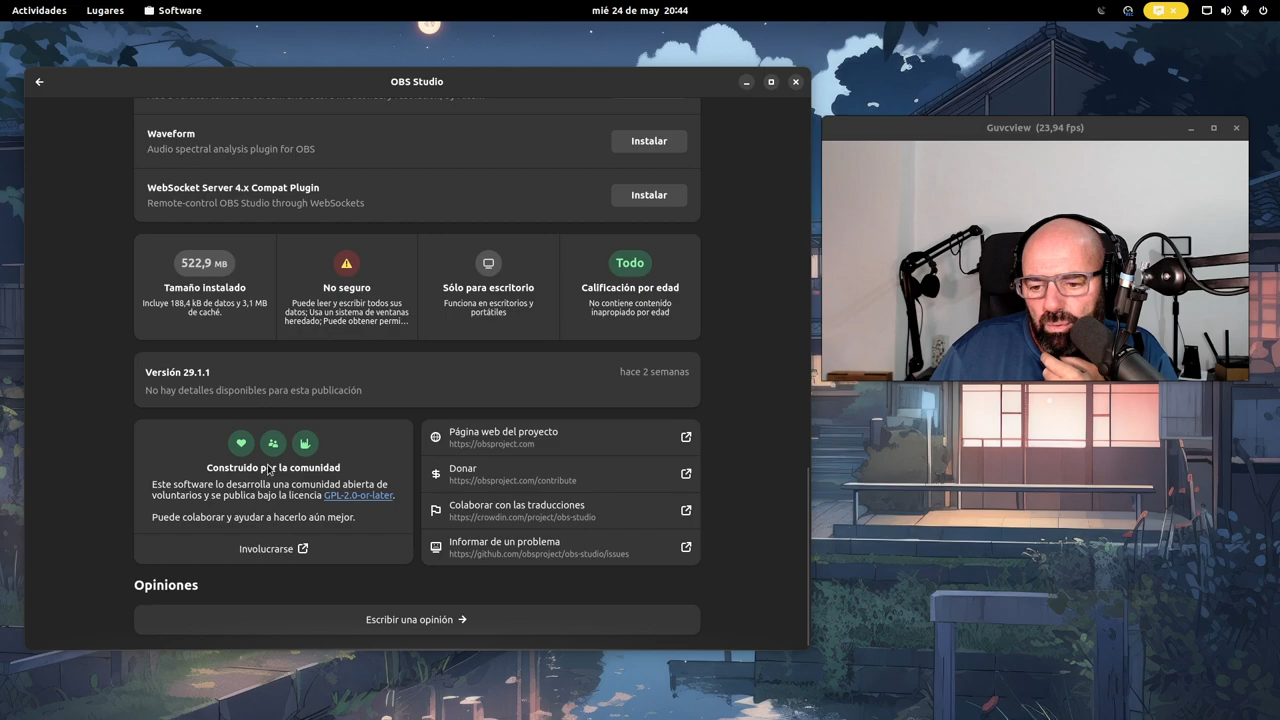 Actividades Lugares Software mié 24 de may 20:44
OBS Studio
Waveform
Audio spectral analysis plugin for OBS
Instalar
WebSocket Server 4.x Compat Plugin
Remote-control OBS Studio through WebSockets
Instalar
522,9 MB
Tamaño instalado
Incluye 188,4 kB de datos y 3,1 MB
de caché.
No seguro
Puede leer y escribir todos sus
datos; Usa un sistema de ventanas
heredado; Puede obtener permi…
Sólo para escritorio
Funciona en escritorios y
portátiles
Todo
Calificación por edad
No contiene contenido
inapropiado por edad
Versión 29.1.1
hace 2 semanas
No hay detalles disponibles para esta publicación
Construido por la comunidad
Este software lo desarrolla una comunidad abierta de
voluntarios y se publica bajo la licencia GPL-2.0-or-later.
Puede colaborar y ayudar a hacerlo aún mejor.
Involucrarse
Página web del proyecto
https://obsproject.com
Donar
https://obsproject.com/contribute
Colaborar con las traducciones
https://crowdin.com/project/obs-studio
Informar de un problema
https://github.com/obsproject/obs-studio/issues
Opiniones
Escribir una opinión
Guvcview (23,94 fps)